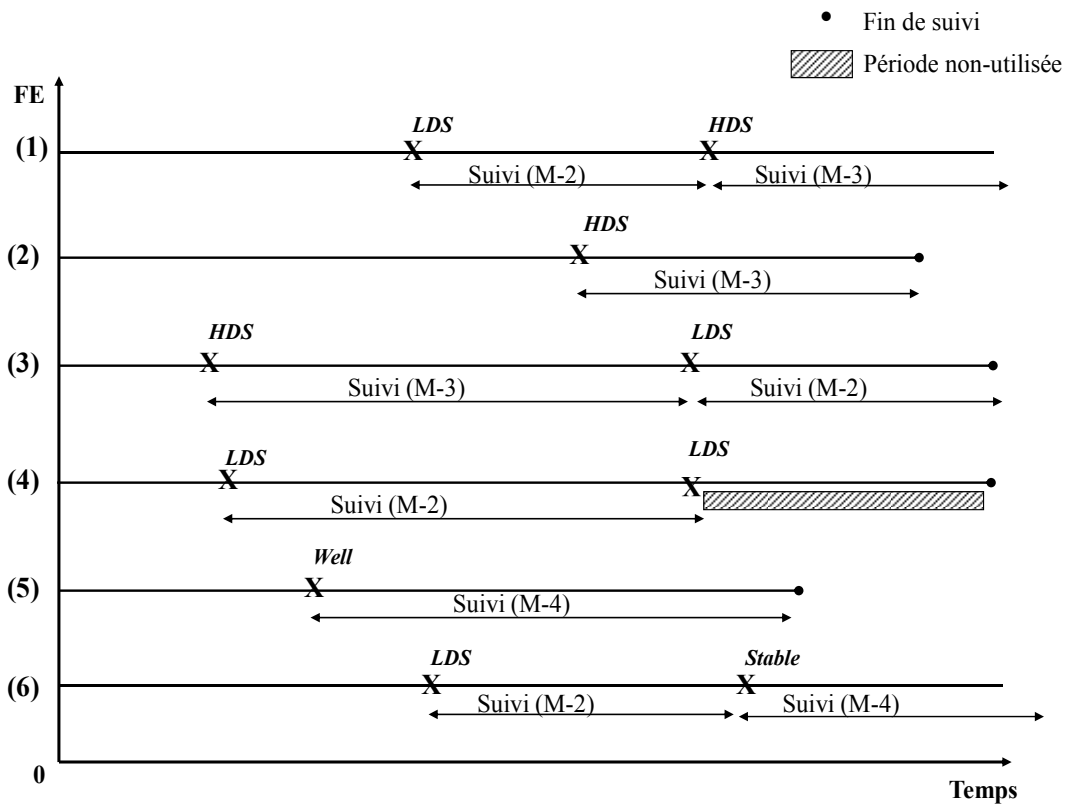 Fin de suivi
Période non-utilisée
FE
LDS HDS
(1) X X
Suivi (M-2) Suivi (M-3)
HDS
(2) X
Suivi (M-3)
HDS LDS
(3) X X
Suivi (M-3) Suivi (M-2)
LDS LDS
(4) X X
Suivi (M-2)
Well
(5) X
Suivi (M-4)
LDS Stable
(6) X X
Suivi (M-2) Suivi (M-4)
0
Temps